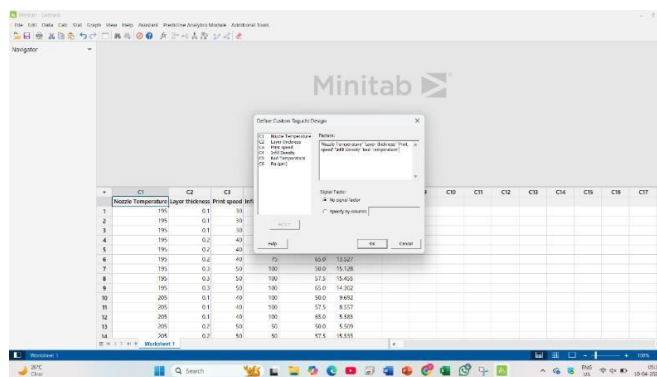 Minitab - Untitled
File Edit Data Calc Stat Graph View Help Assistant Predictive Analytics Module Additional Tools
Navigator
Minitab
Define Custom Taguchi Design
C1 Nozzle Temperature
C2 Layer thickness
C3 Print speed
C4 Infill Density
C5 Bed Temperature
C6 Ra (μm)
Factors:
'Nozzle Temperature' 'Layer thickness' 'Print
speed' 'Infill Density' 'Bed Temperature'
Signal Factor
No signal factor
Specify by column:
Select
Help
OK
Cancel
C1 C2 C3 C10 C11 C12 C13 C14 C15 C16 C17
Nozzle Temperature Layer thickness Print speed
1 195 0.1 30
2 195 0.1 30
3 195 0.1 30
4 195 0.2 40
5 195 0.2 40
6 195 0.2 40 75 65.0 13.527
7 195 0.3 50 100 50.0 15.128
8 195 0.3 50 100 57.5 15.455
9 195 0.3 50 100 65.0 14.302
10 205 0.1 40 100 50.0 9.692
11 205 0.1 40 100 57.5 8.557
12 205 0.1 40 100 65.0 5.583
13 205 0.2 50 50 50.0 5.509
14 205 0.2 50 50 57.5
Worksheet 1
Worksheet 1
100%
26°C
Clear
Search
ENG
US